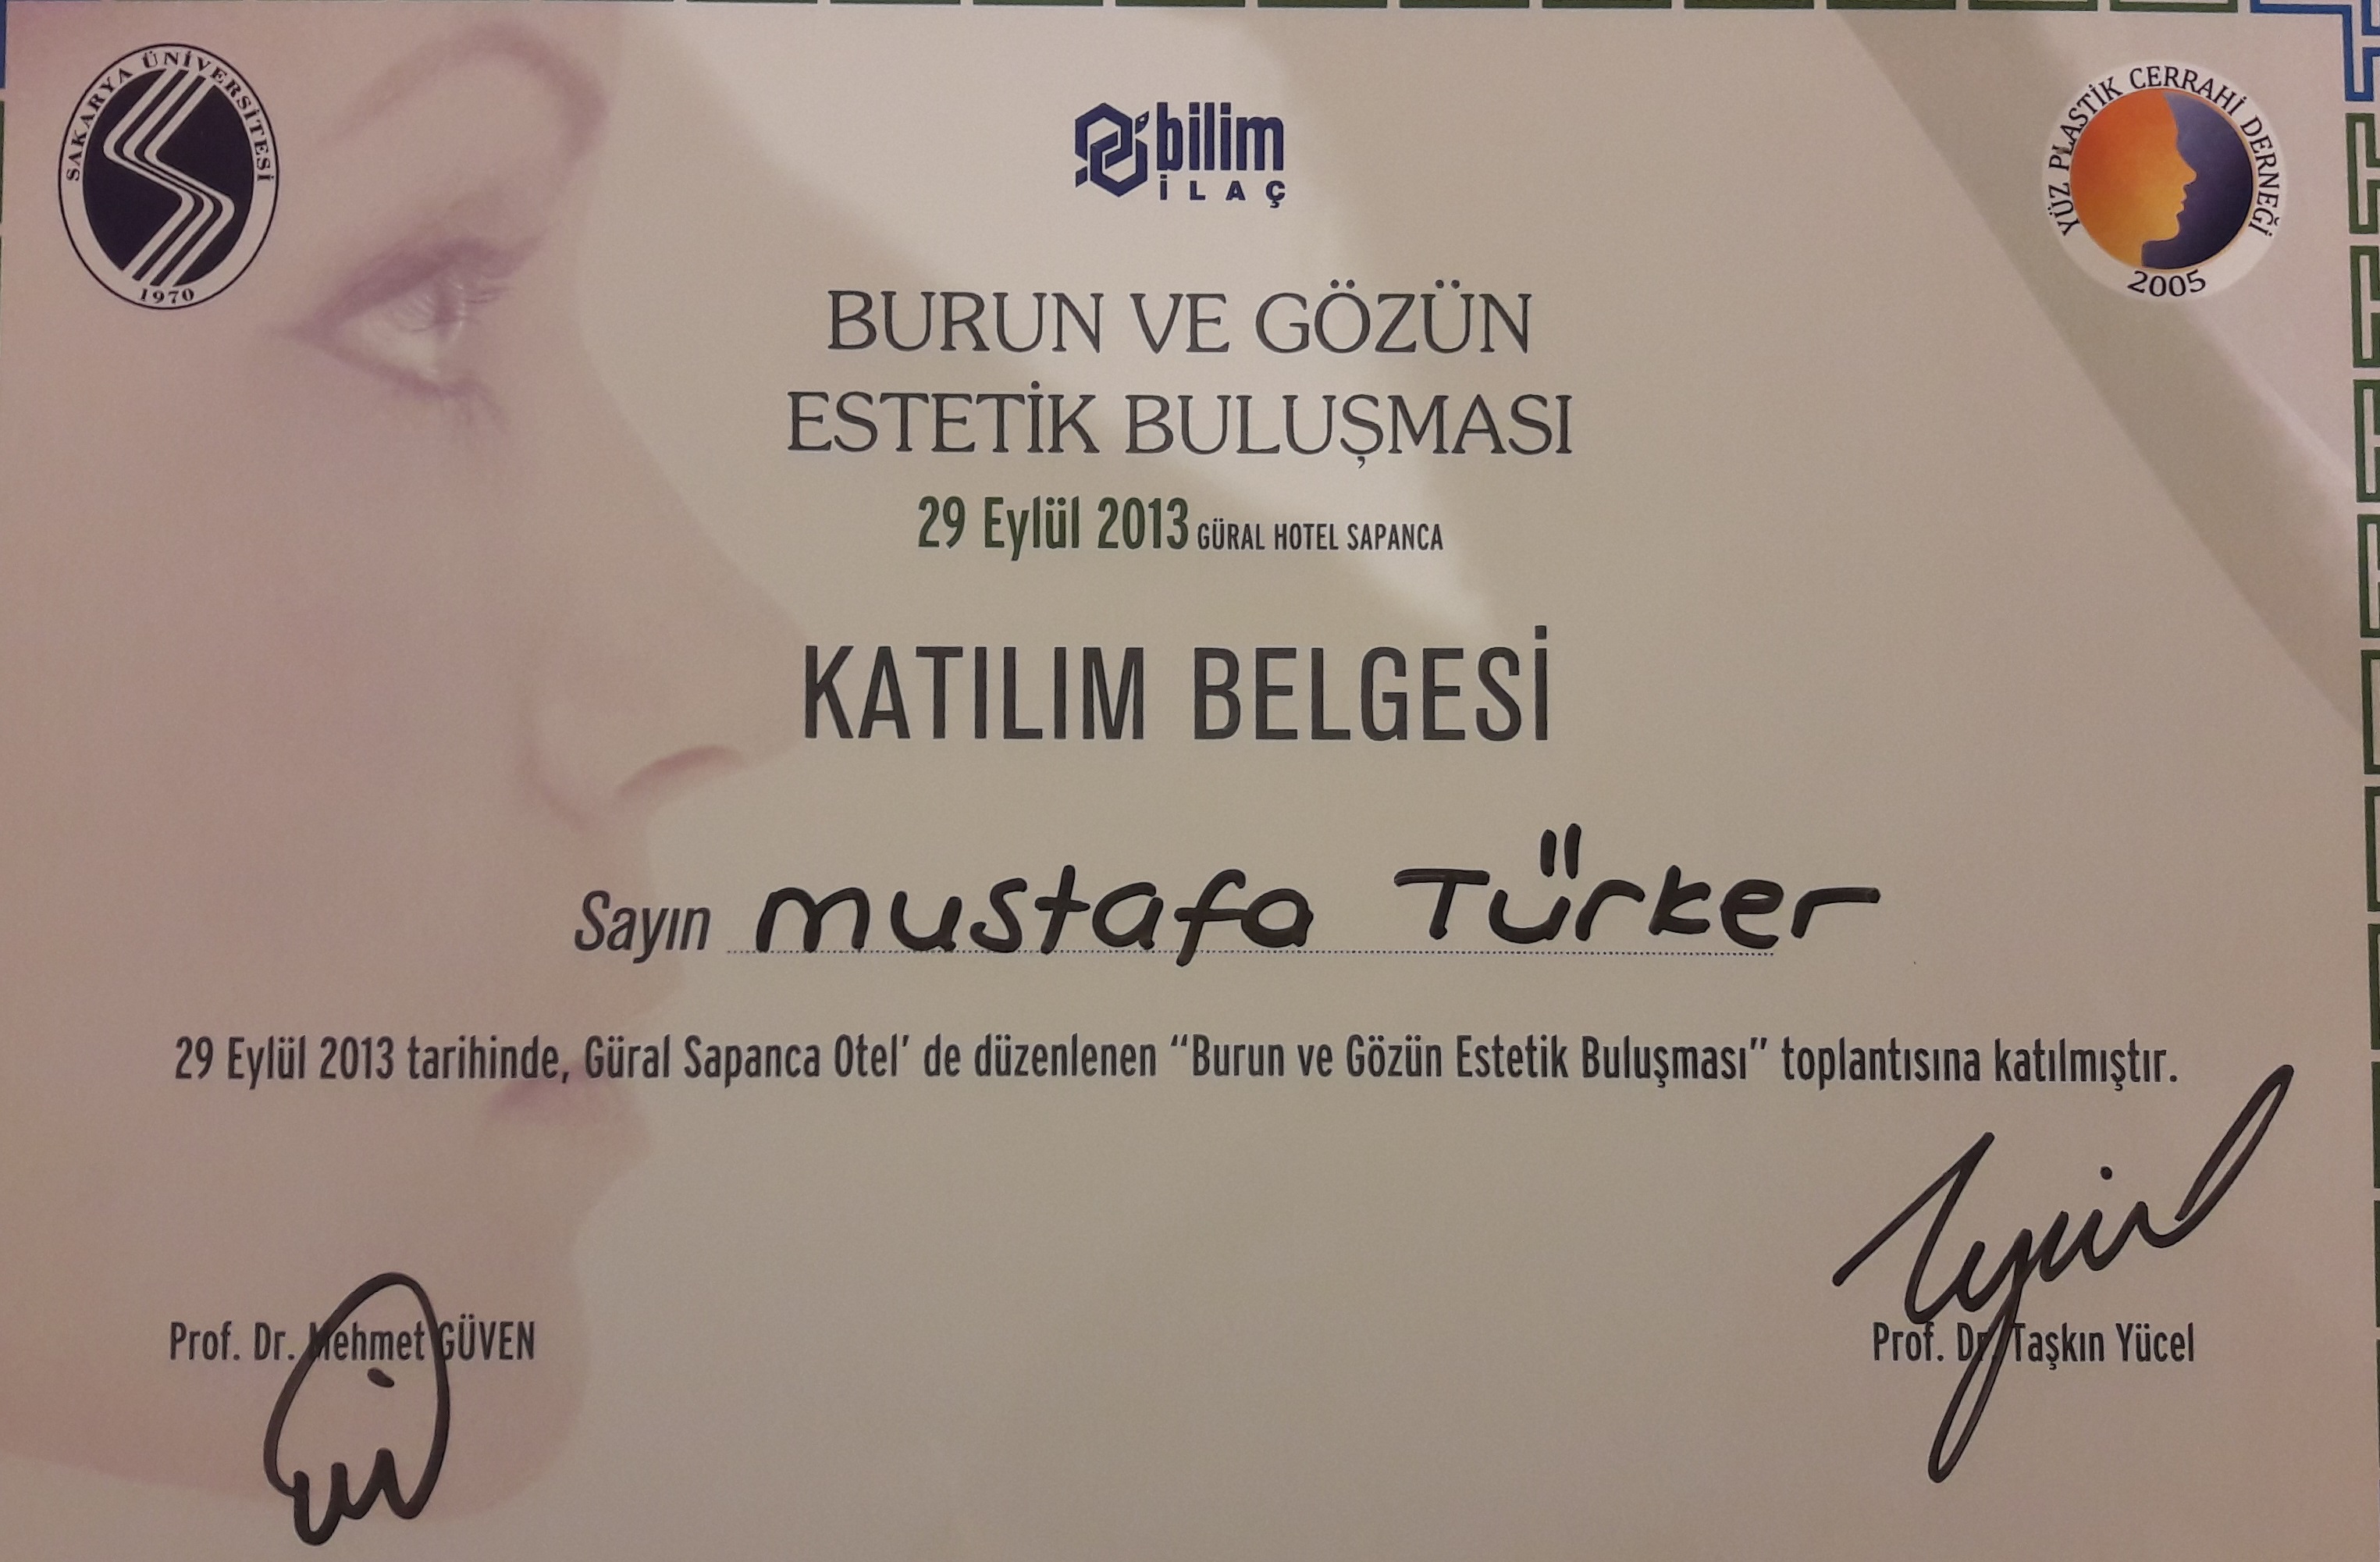 SAKARYA ÜNİVERSİTESİ
1970
bilim
İLAÇ
YÜZ PLASTİK CERRAHİ DERNEĞİ
2005
BURUN VE GÖZÜN
ESTETİK BULUŞMASI
29 Eylül 2013 GÜRAL HOTEL SAPANCA
KATILIM BELGESİ
Sayın mustafa Türker
29 Eylül 2013 tarihinde, Güral Sapanca Otel' de düzenlenen "Burun ve Gözün Estetik Buluşması" toplantısına katılmıştır.
Prof. Dr. Mehmet GÜVEN
Prof. Dr. Taşkın Yücel